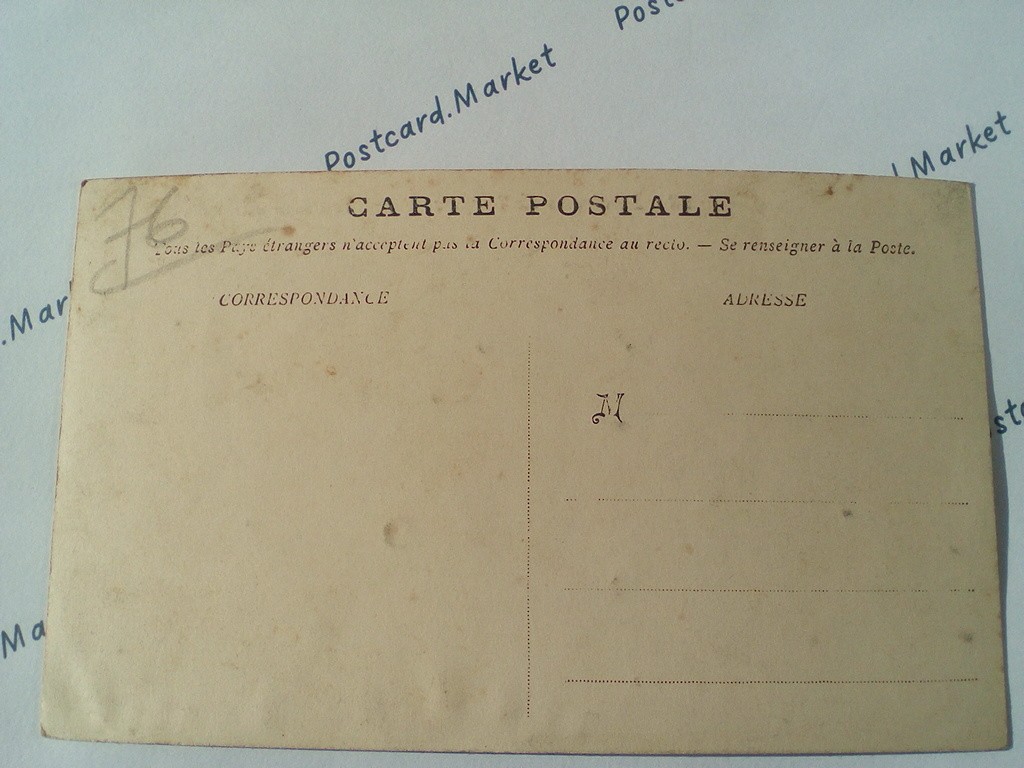 Postcard.Market
Market
76
CARTE POSTALE
Tous les Pays étrangers n'acceptent pas la Correspondance au recto. — Se renseigner à la Poste.
CORRESPONDANCE
ADRESSE
M